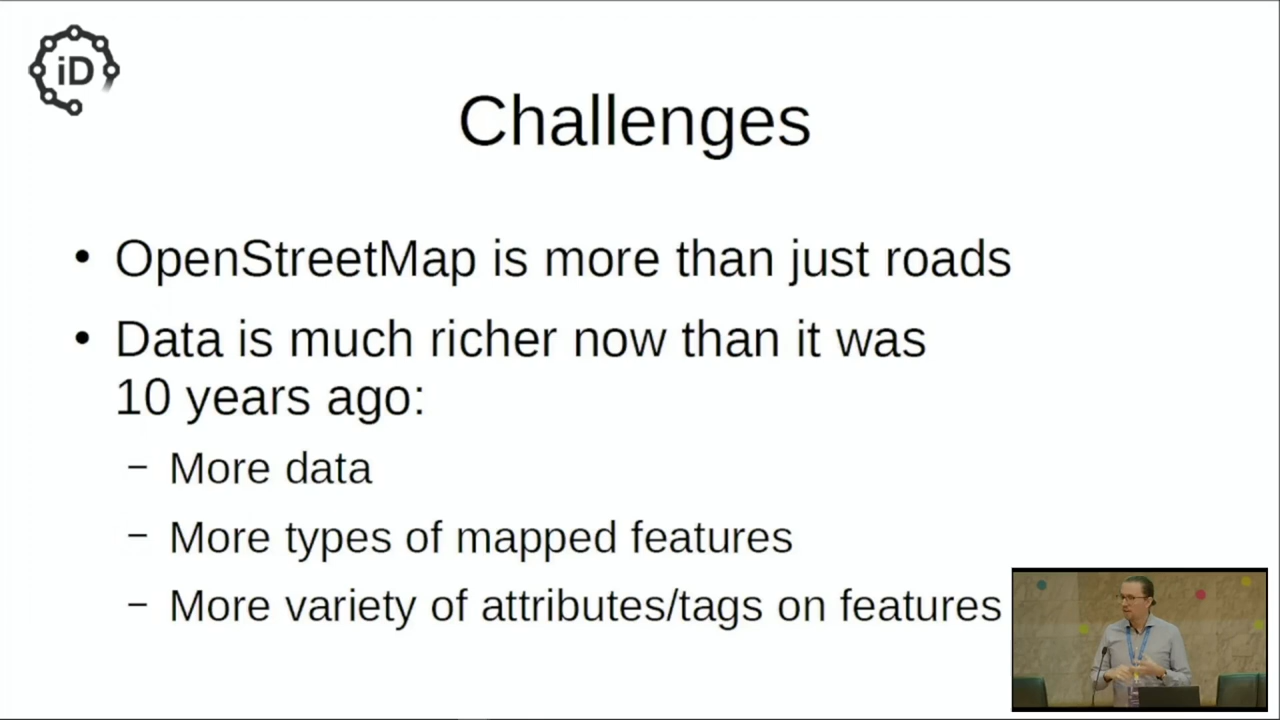 iD
Challenges
• OpenStreetMap is more than just roads
• Data is much richer now than it was
10 years ago:
– More data
– More types of mapped features
– More variety of attributes/tags on features